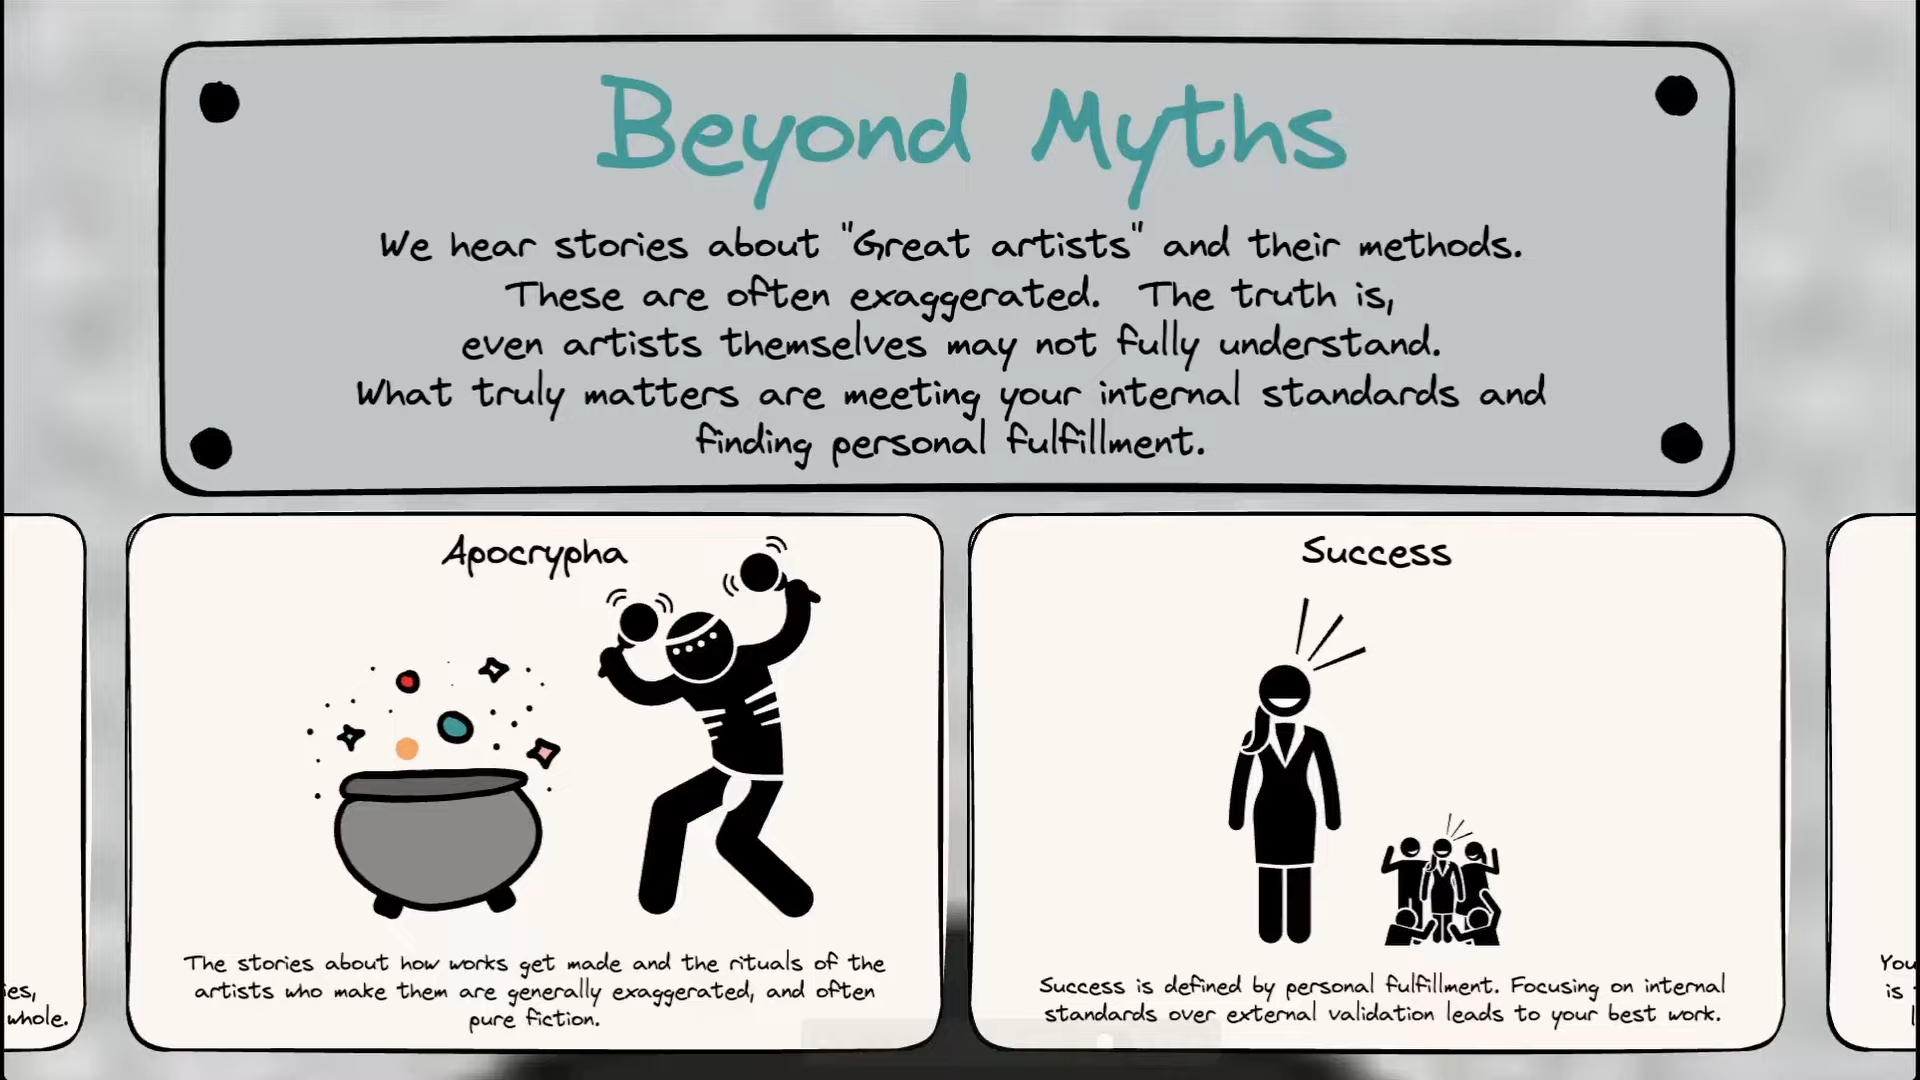 Beyond Myths
We hear stories about "Great artists" and their methods.
These are often exaggerated. The truth is,
even artists themselves may not fully understand.
What truly matters are meeting your internal standards and
finding personal fulfillment.
Apocrypha
The stories about how works get made and the rituals of the
artists who make them are generally exaggerated, and often
pure fiction.
Success
Success is defined by personal fulfillment. Focusing on internal
standards over external validation leads to your best work.
whole.
is